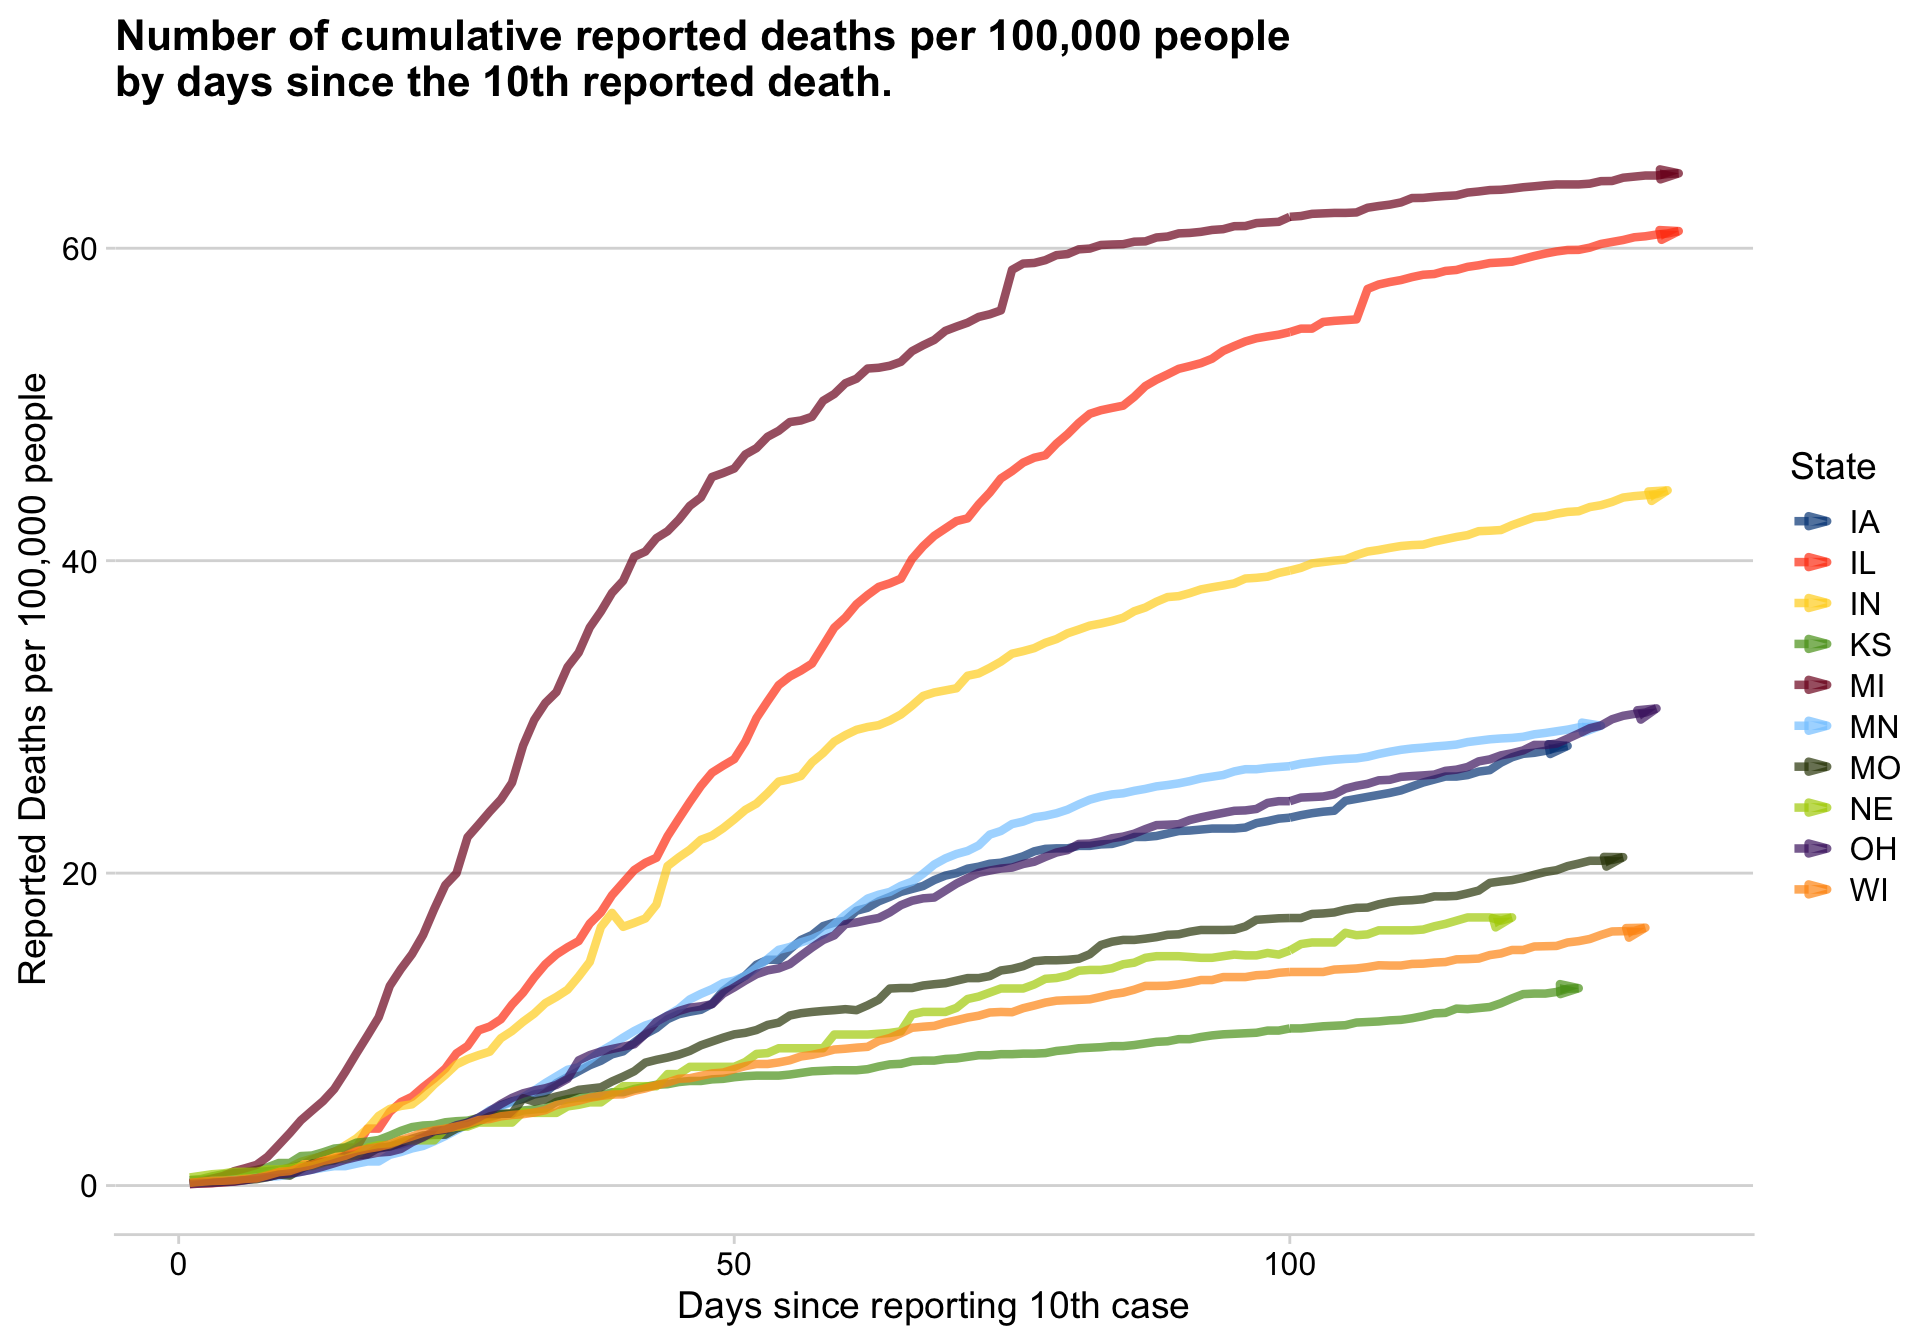 Number of cumulative reported deaths per 100,000 people
by days since the 10th reported death.
Reported Deaths per 100,000 people
60
40
20
0
0
50
100
Days since reporting 10th case
State
IA
IL
IN
KS
MI
MN
MO
NE
OH
WI